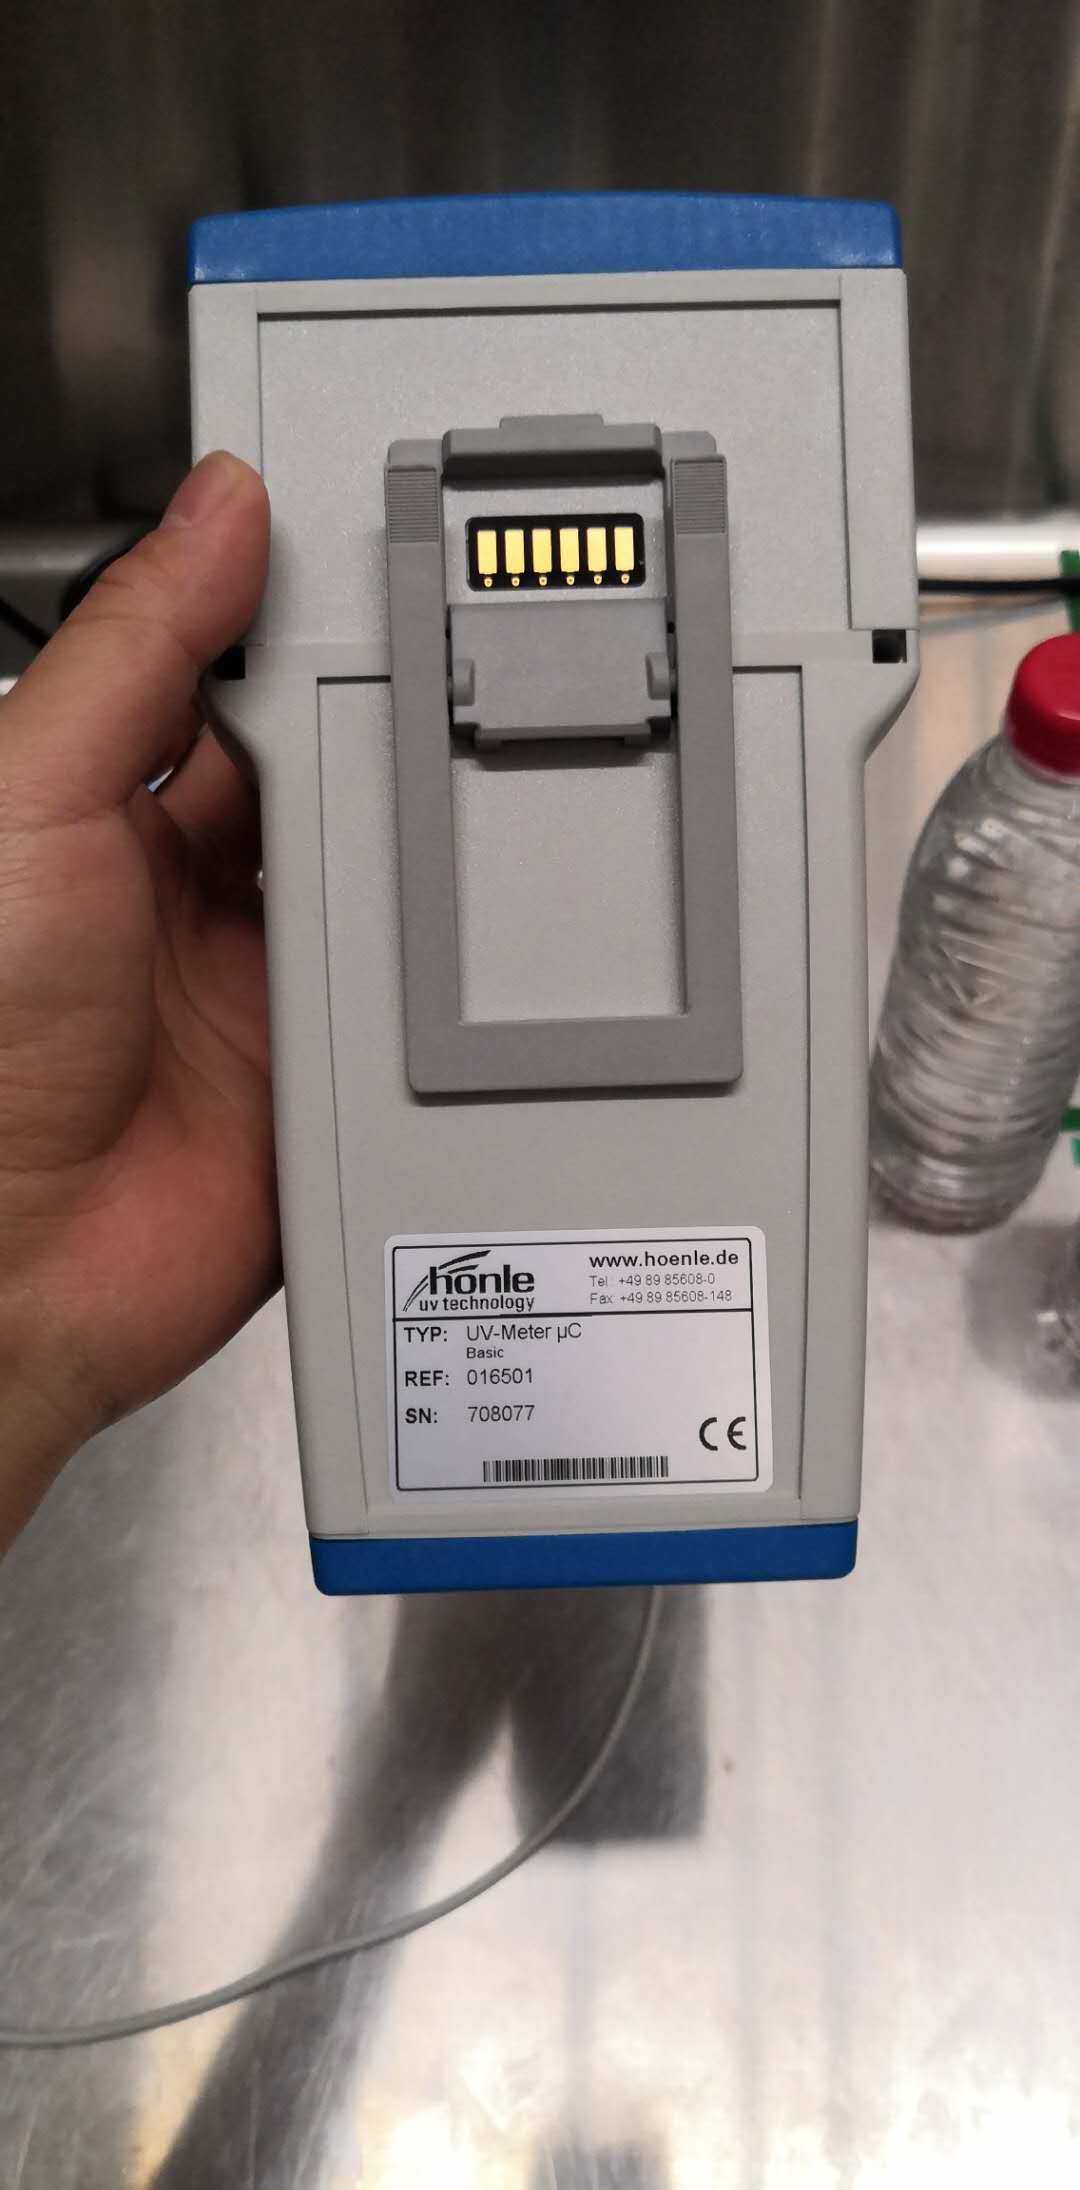 hönle
uv technology
www.hoenle.de
Tel.: +49 89 85608-0
Fax: +49 89 85608-148
TYP: UV-Meter µC
Basic
REF: 016501
SN: 708077
CE